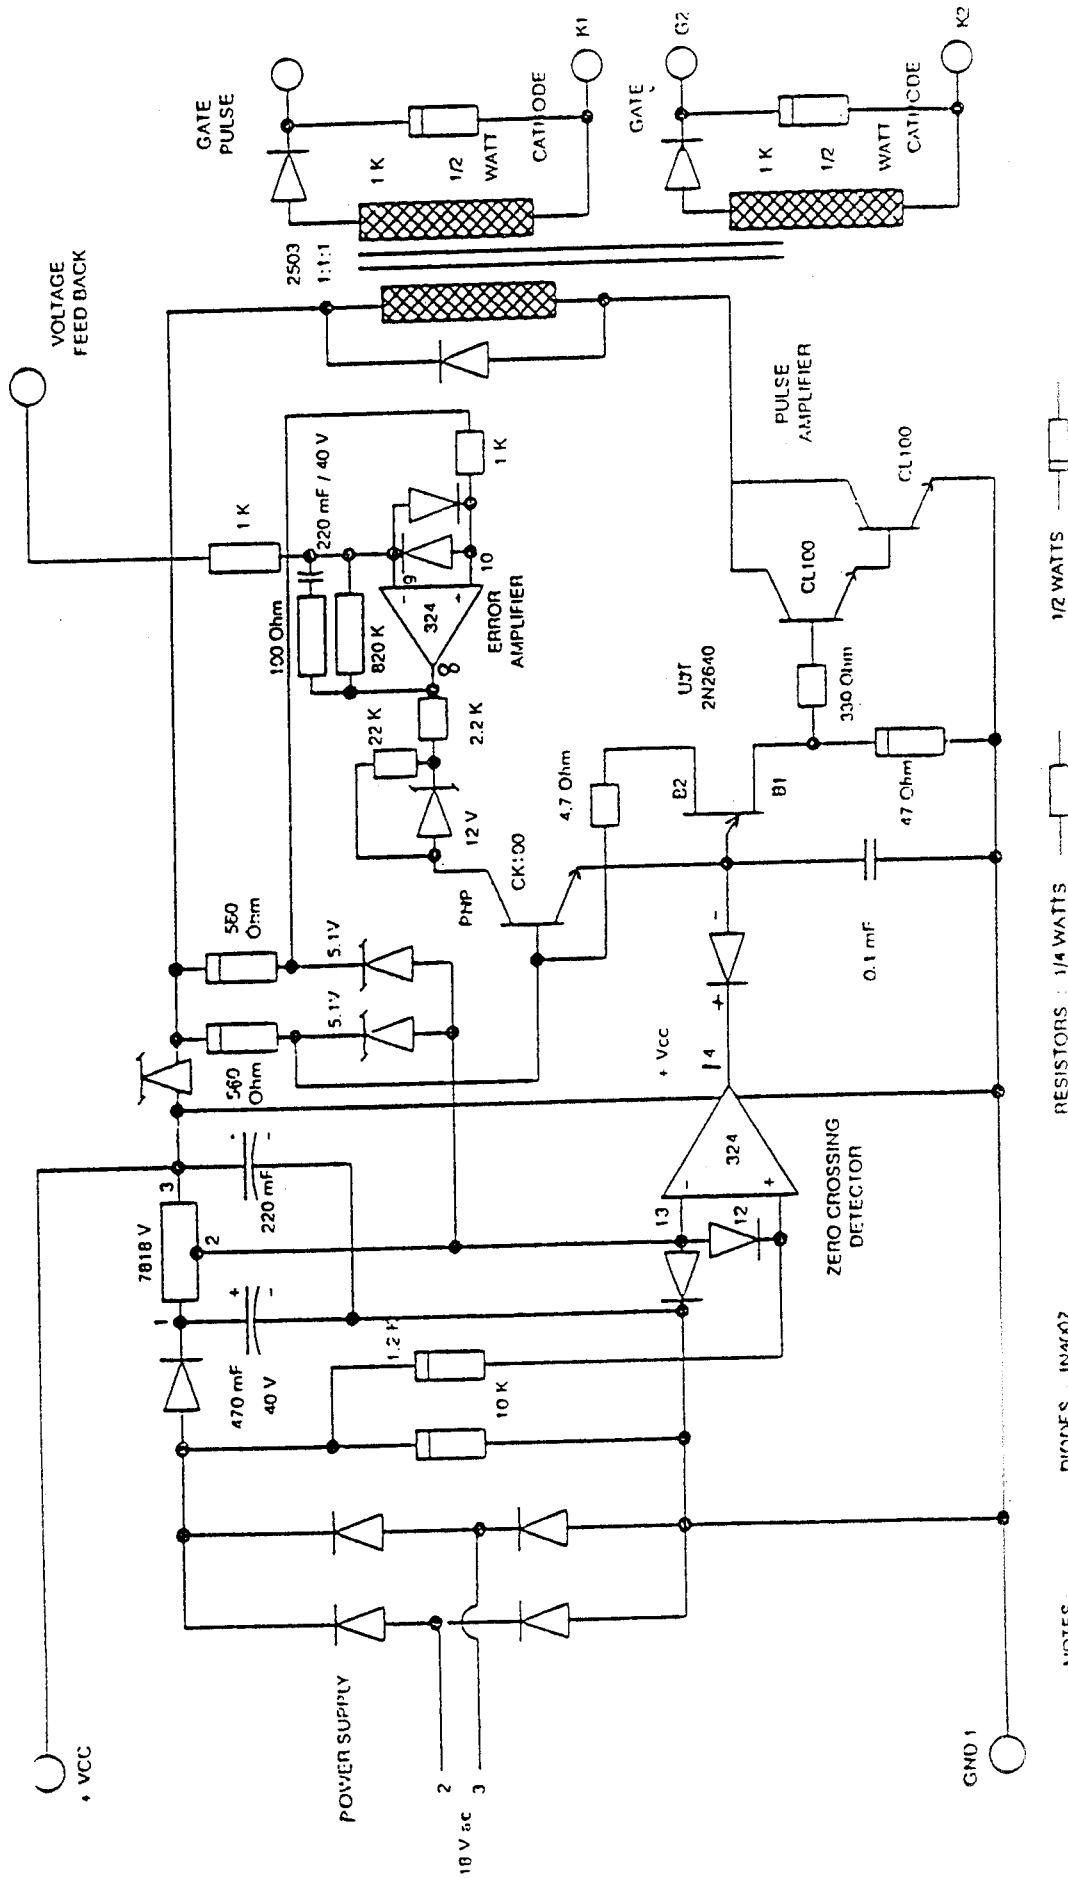 + VCC
POWER SUPPLY
18 V ac
2
3
7818 V
1
2
3
470 mF
40 V
+
-
220 mF
-
1.2 K
10 K
560
Ohm
560
Ohm
5.1V
5.1V
VOLTAGE
FEED BACK
1 K
220 mF / 40 V
100 Ohm
820 K
22 K
2.2 K
12 V
8
324
-
+
9
10
1 K
ERROR
AMPLIFIER
PNP
CK100
4.7 Ohm
UJT
2N2640
B2
B1
330 Ohm
47 Ohm
0.1 mF
CL100
CL100
PULSE
AMPLIFIER
2503
1:1:1
GATE
PULSE
1 K
1/2
WATT
CATHODE
K1
GATE
G2
1 K
1/2
WATT
CATHODE
K2
13
12
324
-
+
14
+ Vcc
+
-
ZERO CROSSING
DETECTOR
GND 1
NOTES
DIODES : IN4007
RESISTORS : 1/4 WATTS
1/2 WATTS